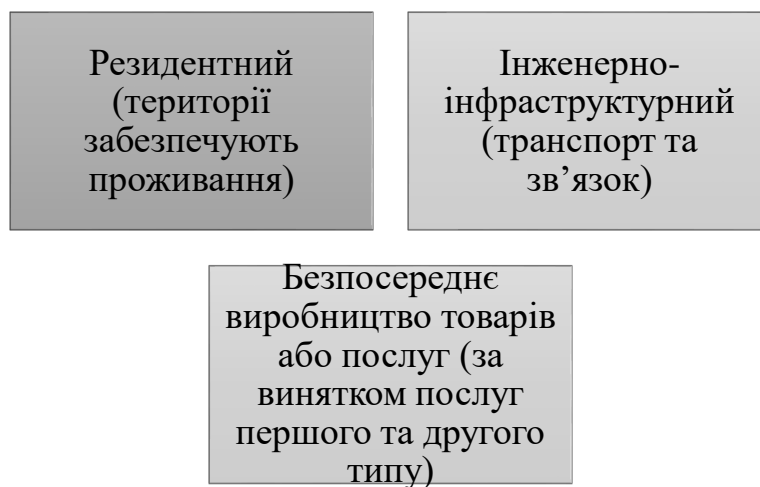 Резидентний
(території
забезпечують
проживання)
Інженерно-
інфраструктурний
(транспорт та
зв’язок)
Безпосереднє
виробництво товарів
або послуг (за
винятком послуг
першого та другого
типу)